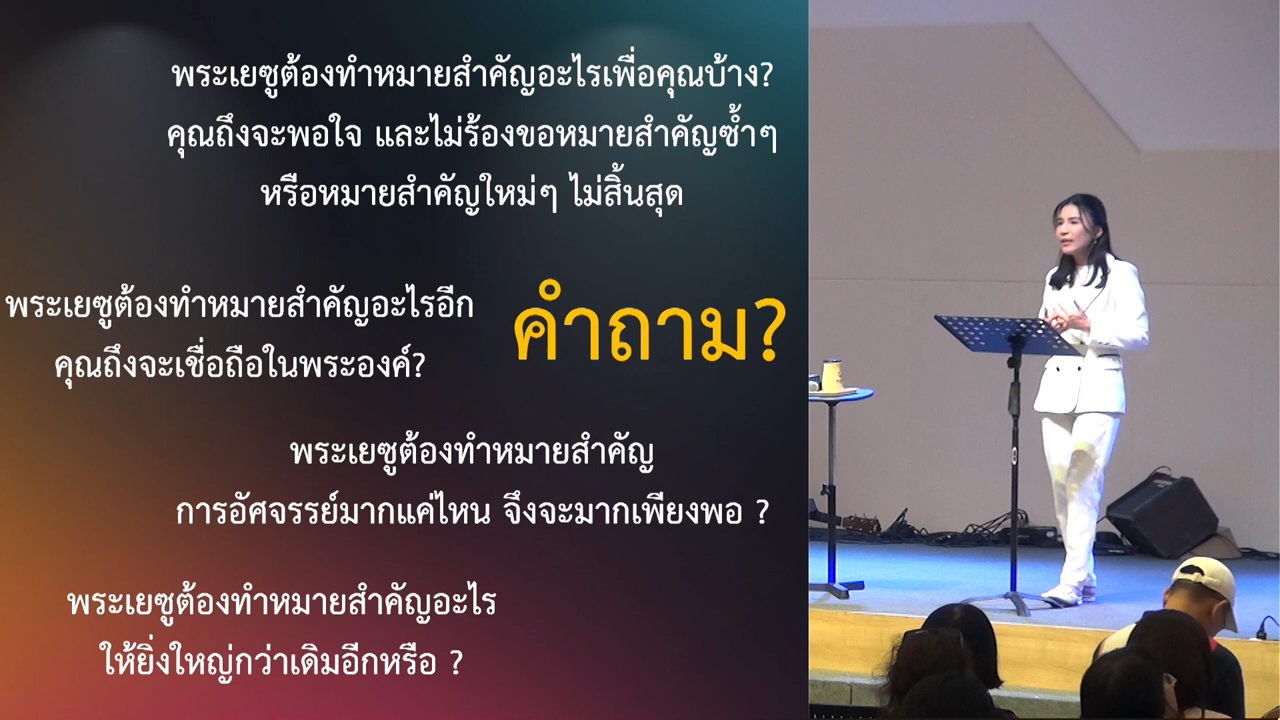 พระเยซูต้องทำหมายสำคัญอะไรเพื่อคุณบ้าง?
คุณถึงจะพอใจ และไม่ร้องขอหมายสำคัญซ้ำๆ
หรือหมายสำคัญใหม่ๆ ไม่สิ้นสุด
พระเยซูต้องทำหมายสำคัญอะไรอีก
คุณถึงจะเชื่อถือในพระองค์?
คำถาม?
พระเยซูต้องทำหมายสำคัญ
การอัศจรรย์มากแค่ไหน จึงจะมากเพียงพอ ?
พระเยซูต้องทำหมายสำคัญอะไร
ให้ยิ่งใหญ่กว่าเดิมอีกหรือ ?